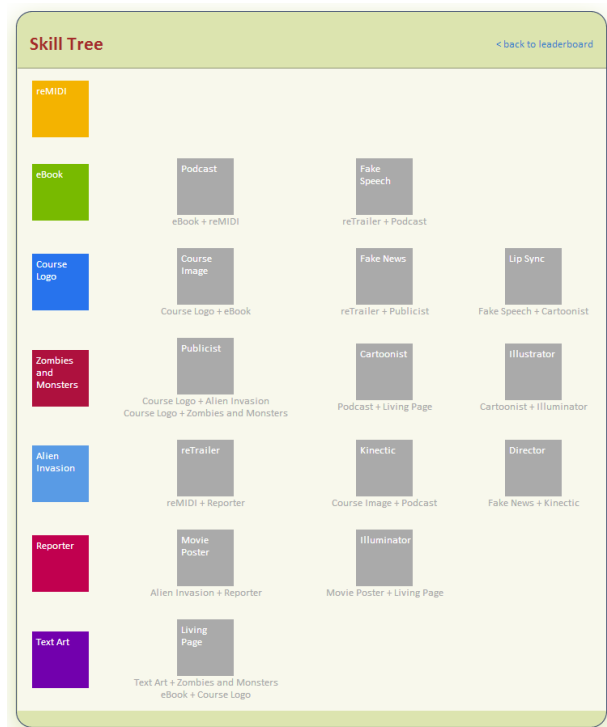 Skill Tree
< back to leaderboard
reMIDI
eBook
Podcast
eBook + reMIDI
Fake
Speech
reTrailer + Podcast
Course
Logo
Course
Image
Course Logo + eBook
Fake News
reTrailer + Publicist
Lip Sync
Fake Speech + Cartoonist
Zombies
and
Monsters
Publicist
Course Logo + Alien Invasion
Course Logo + Zombies and Monsters
Cartoonist
Podcast + Living Page
Illustrator
Cartoonist + Illuminator
Alien
Invasion
reTrailer
reMIDI + Reporter
Kinectic
Course Image + Podcast
Director
Fake News + Kinectic
Reporter
Movie
Poster
Alien Invasion + Reporter
Illuminator
Movie Poster + Living Page
Text Art
Living
Page
Text Art + Zombies and Monsters
eBook + Course Logo